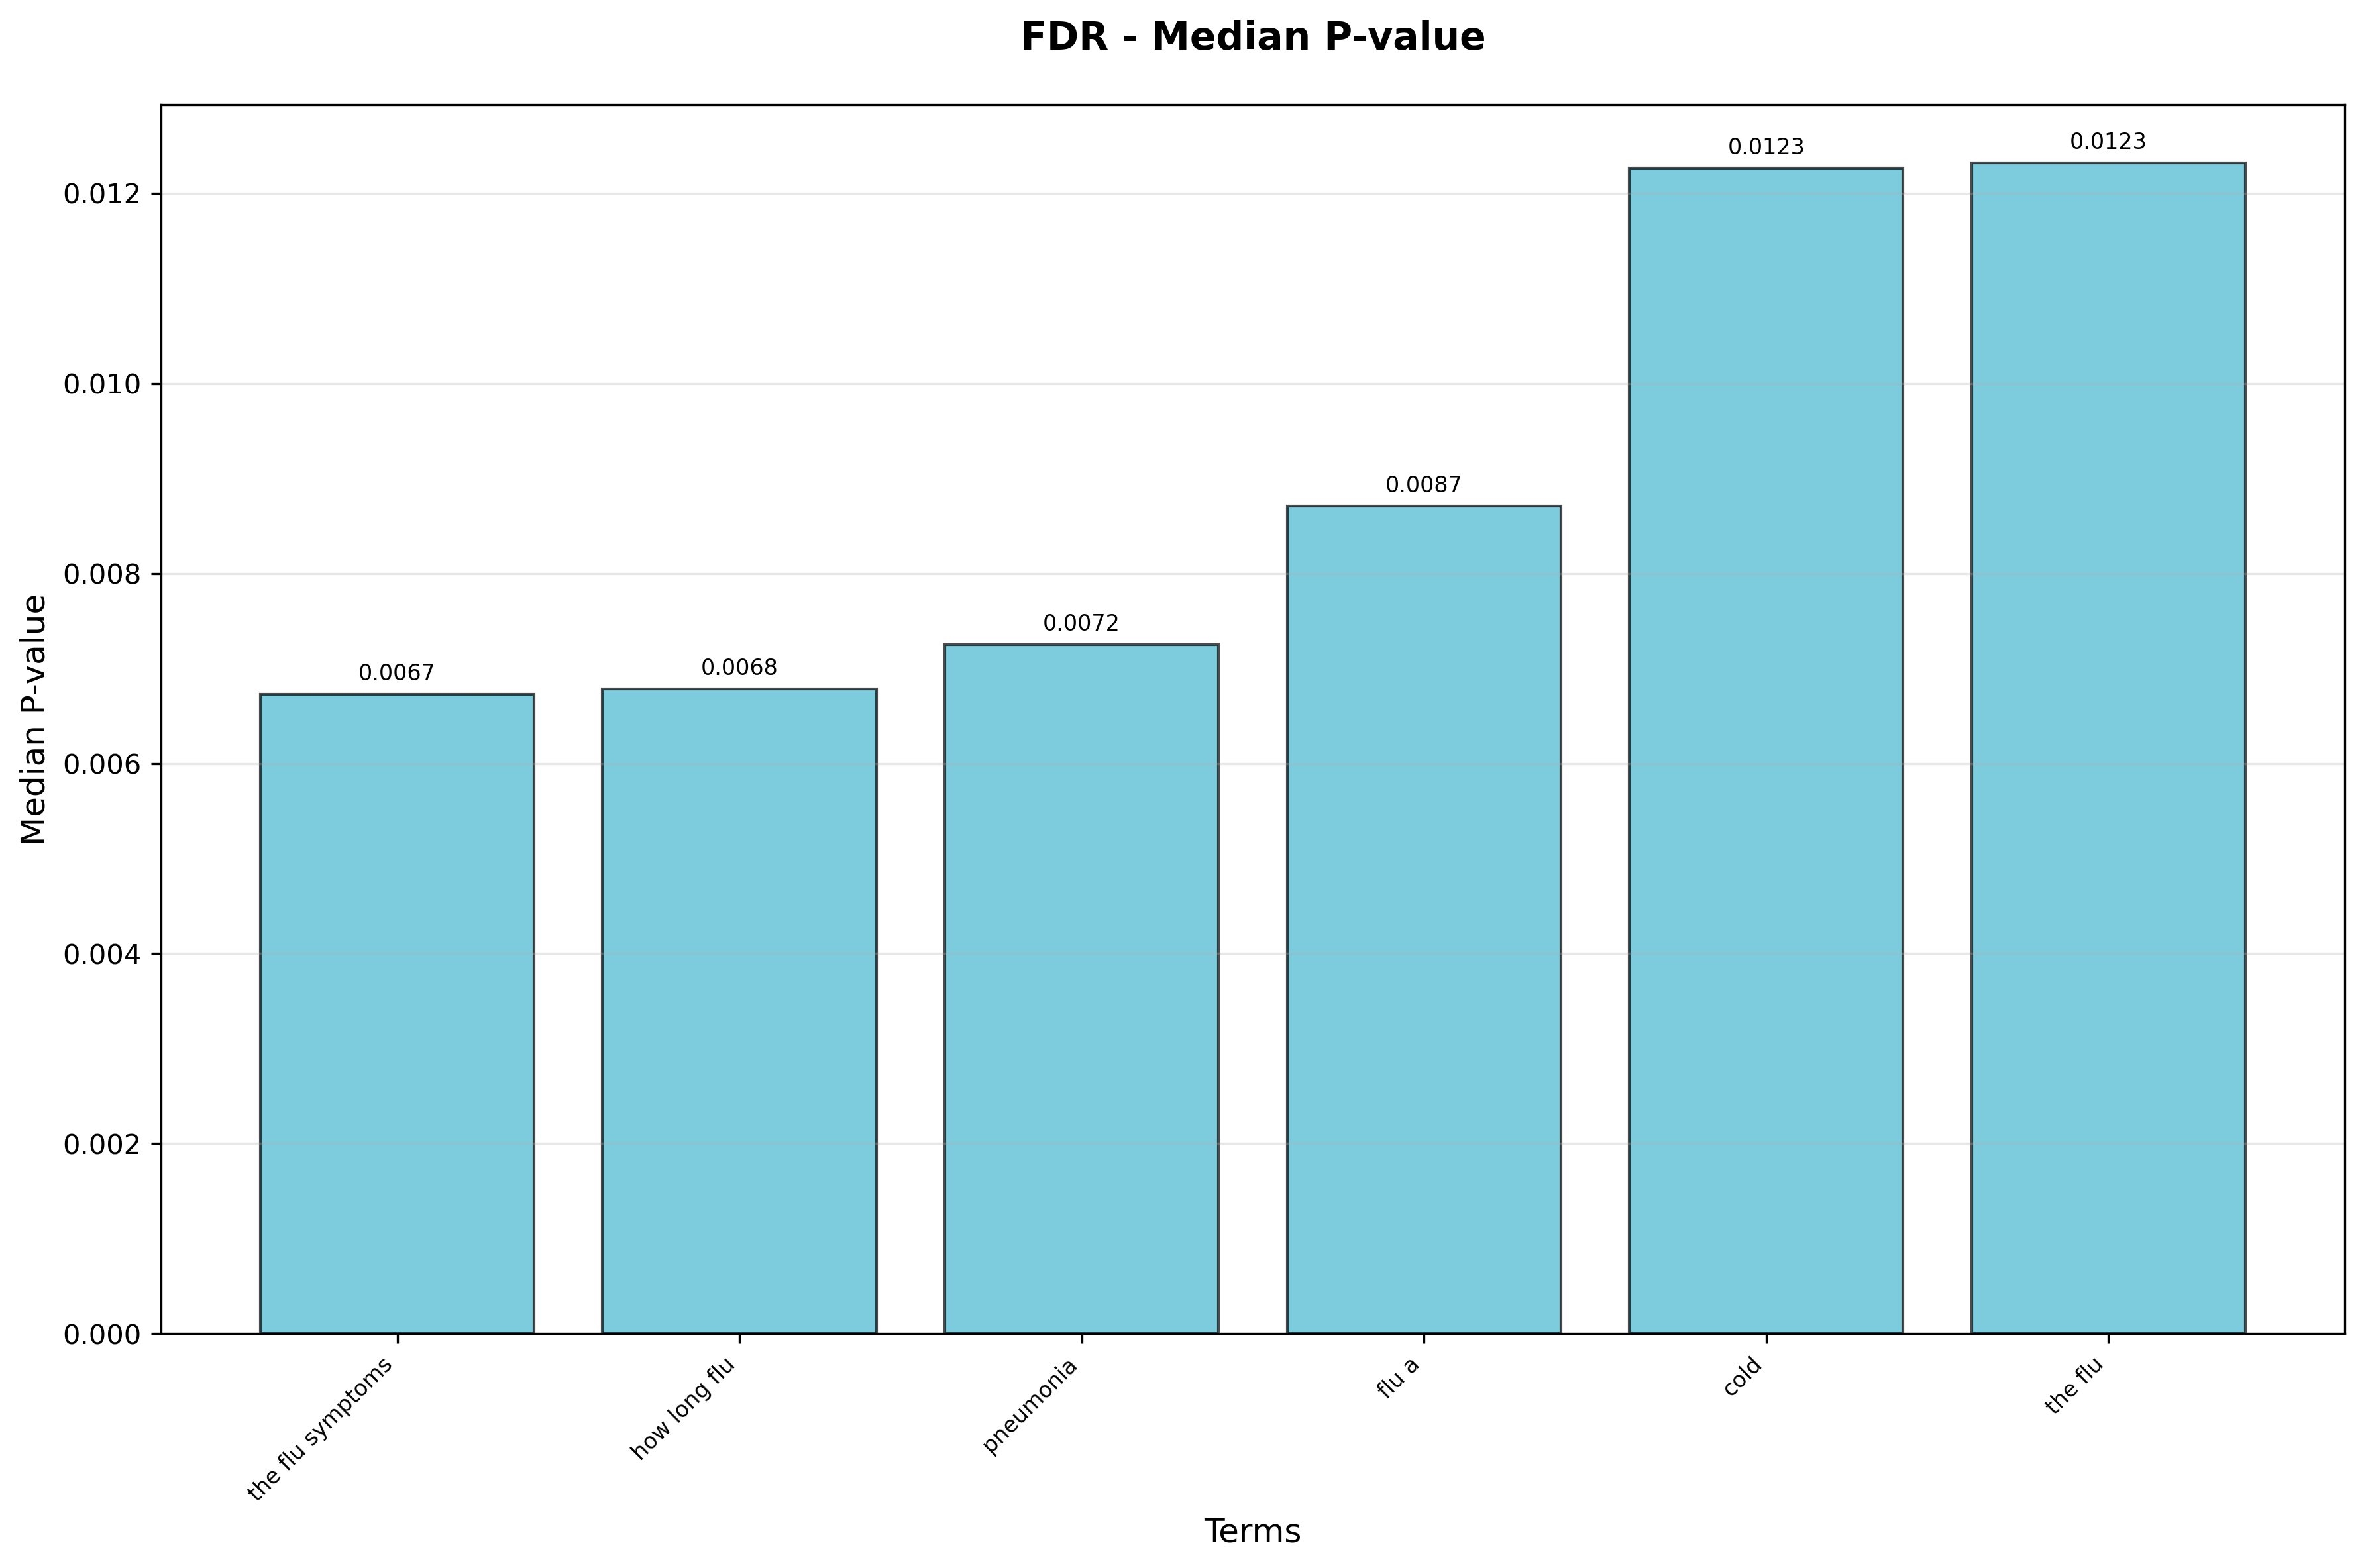 FDR - Median P-value
Median P-value
0.012
0.010
0.008
0.006
0.004
0.002
0.000
0.0067
0.0068
0.0072
0.0087
0.0123
0.0123
the flu symptoms
how long flu
pneumonia
flu a
cold
the flu
Terms